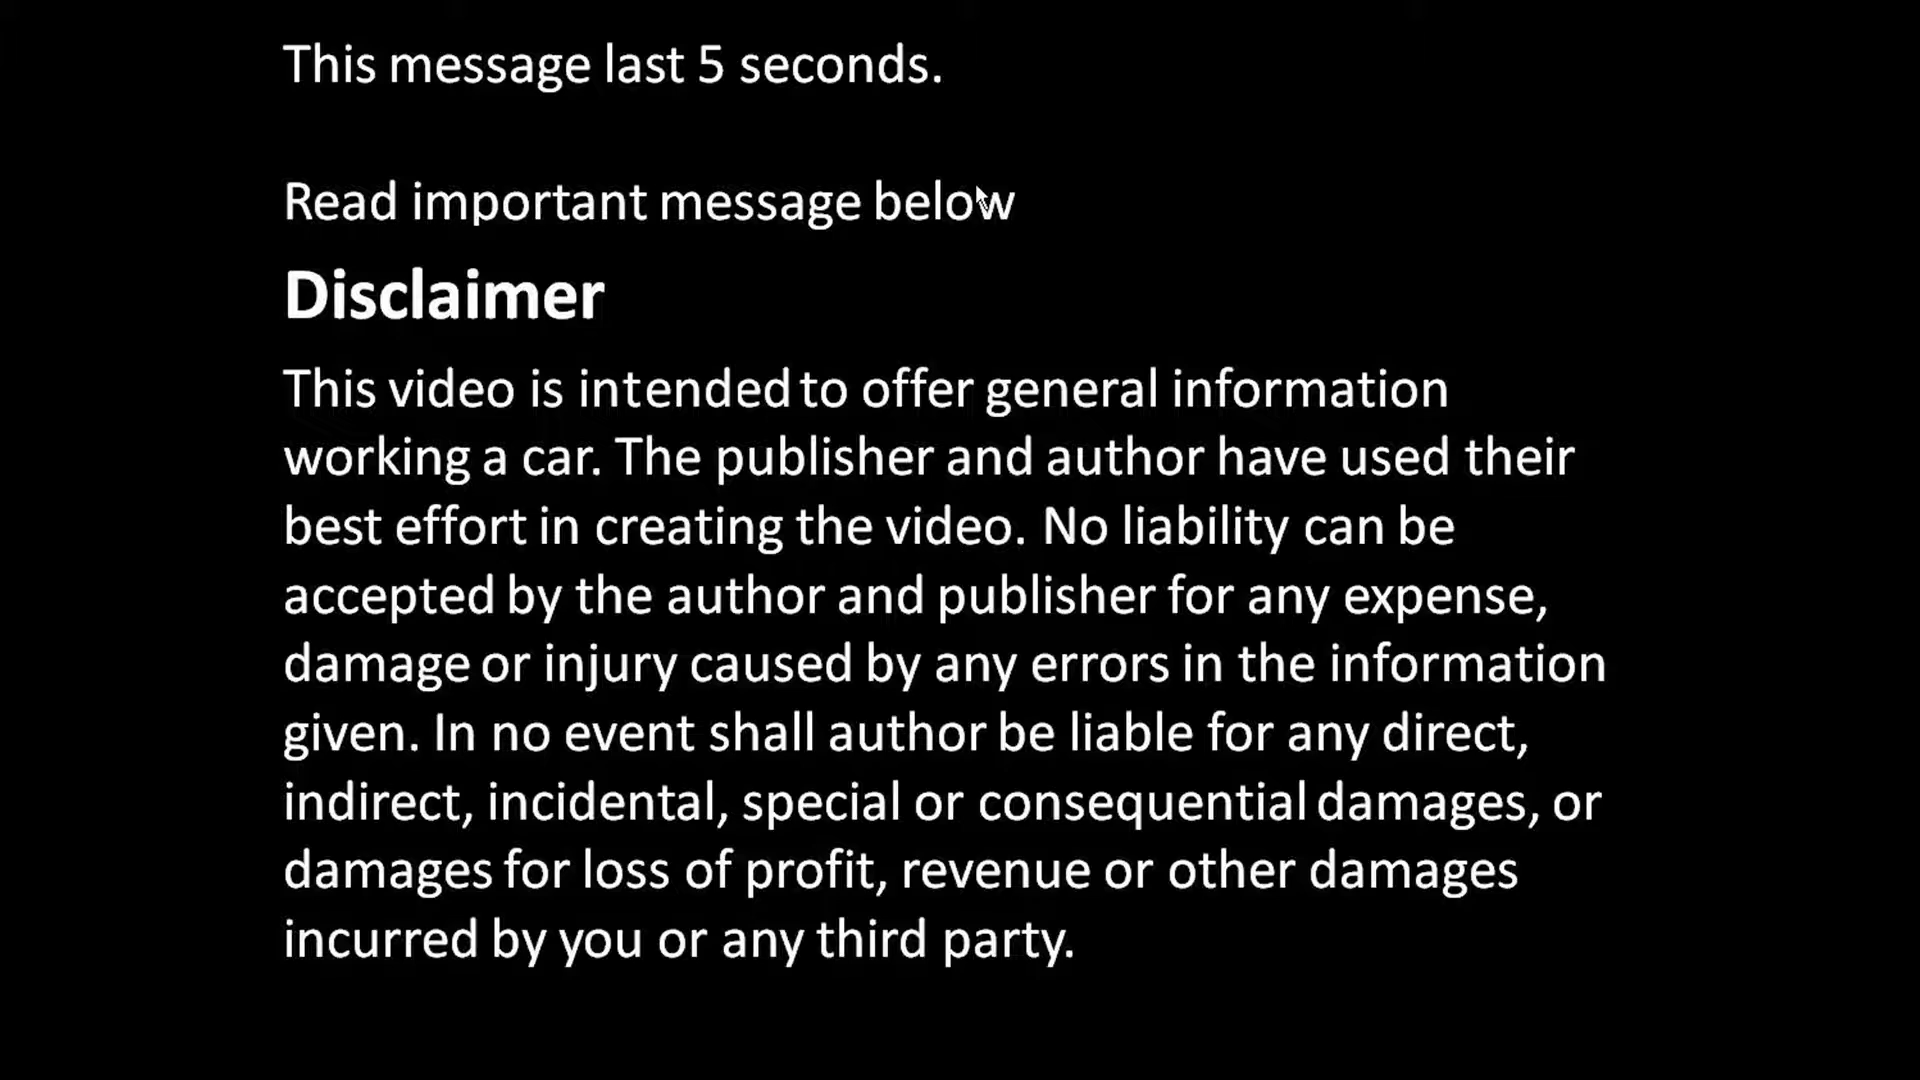 This message last 5 seconds.
Read important message below
Disclaimer
This video is intended to offer general information
working a car. The publisher and author have used their
best effort in creating the video. No liability can be
accepted by the author and publisher for any expense,
damage or injury caused by any errors in the information
given. In no event shall author be liable for any direct,
indirect, incidental, special or consequential damages, or
damages for loss of profit, revenue or other damages
incurred by you or any third party.